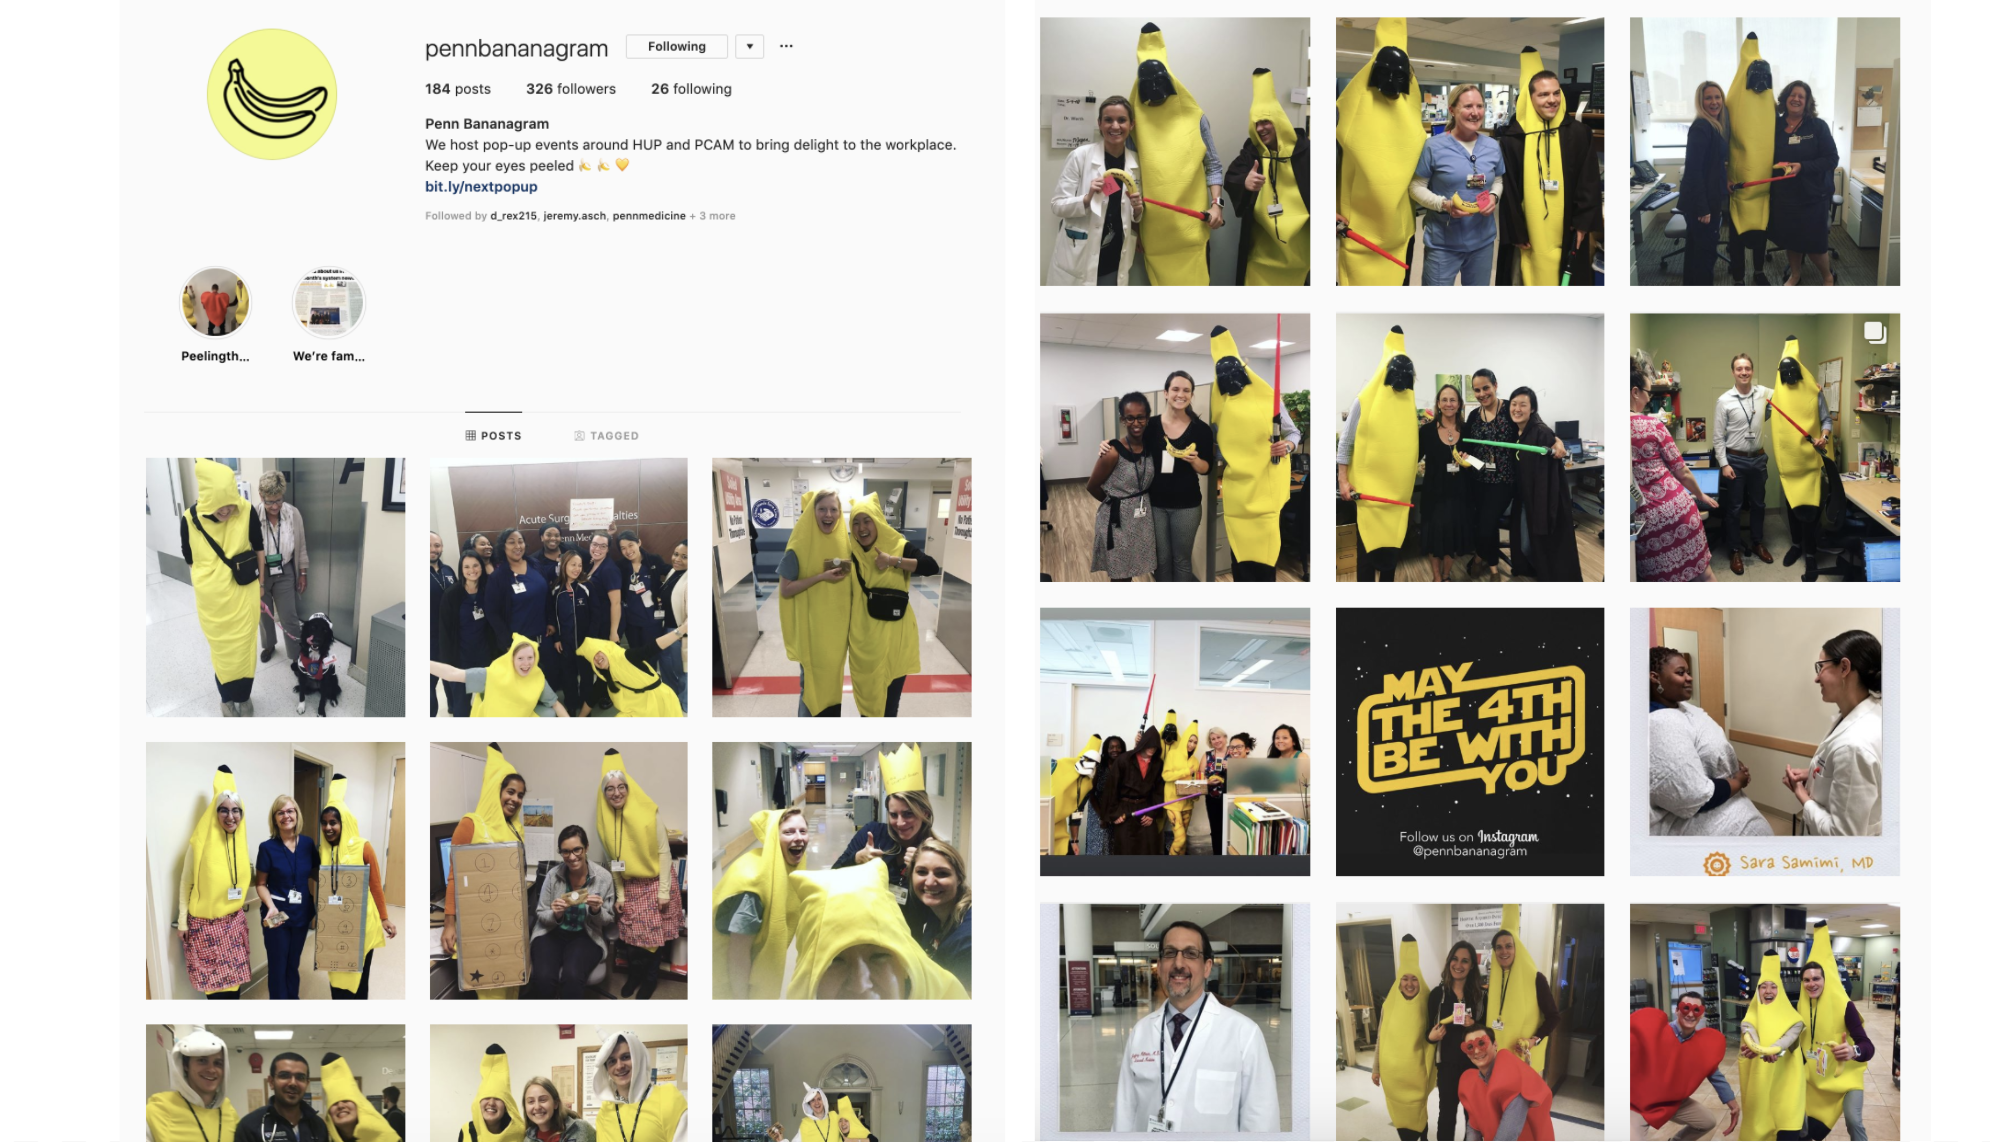 pennbananagram
Following
184 posts 326 followers 26 following
Penn Bananagram
We host pop-up events around HUP and PCAM to bring delight to the workplace.
Keep your eyes peeled 🍌 🍌 💛
bit.ly/nextpopup
Followed by d_rex215, jeremy.asch, pennmedicine + 3 more
Peelingth...
We're fam...
POSTS
TAGGED
Acute Surg
alties
MAY
THE 4TH
BE WITH
YOU
Follow us on Instagram
@pennbananagram
Sara Samimi, MD